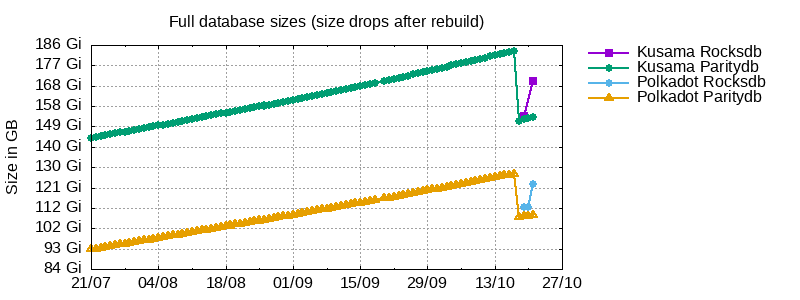 Full database sizes (size drops after rebuild)
186 Gi
177 Gi
168 Gi
158 Gi
149 Gi
140 Gi
130 Gi
121 Gi
112 Gi
102 Gi
93 Gi
84 Gi
Size in GB
21/07 04/08 18/08 01/09 15/09 29/09 13/10 27/10
Kusama Rocksdb
Kusama Paritydb
Polkadot Rocksdb
Polkadot Paritydb